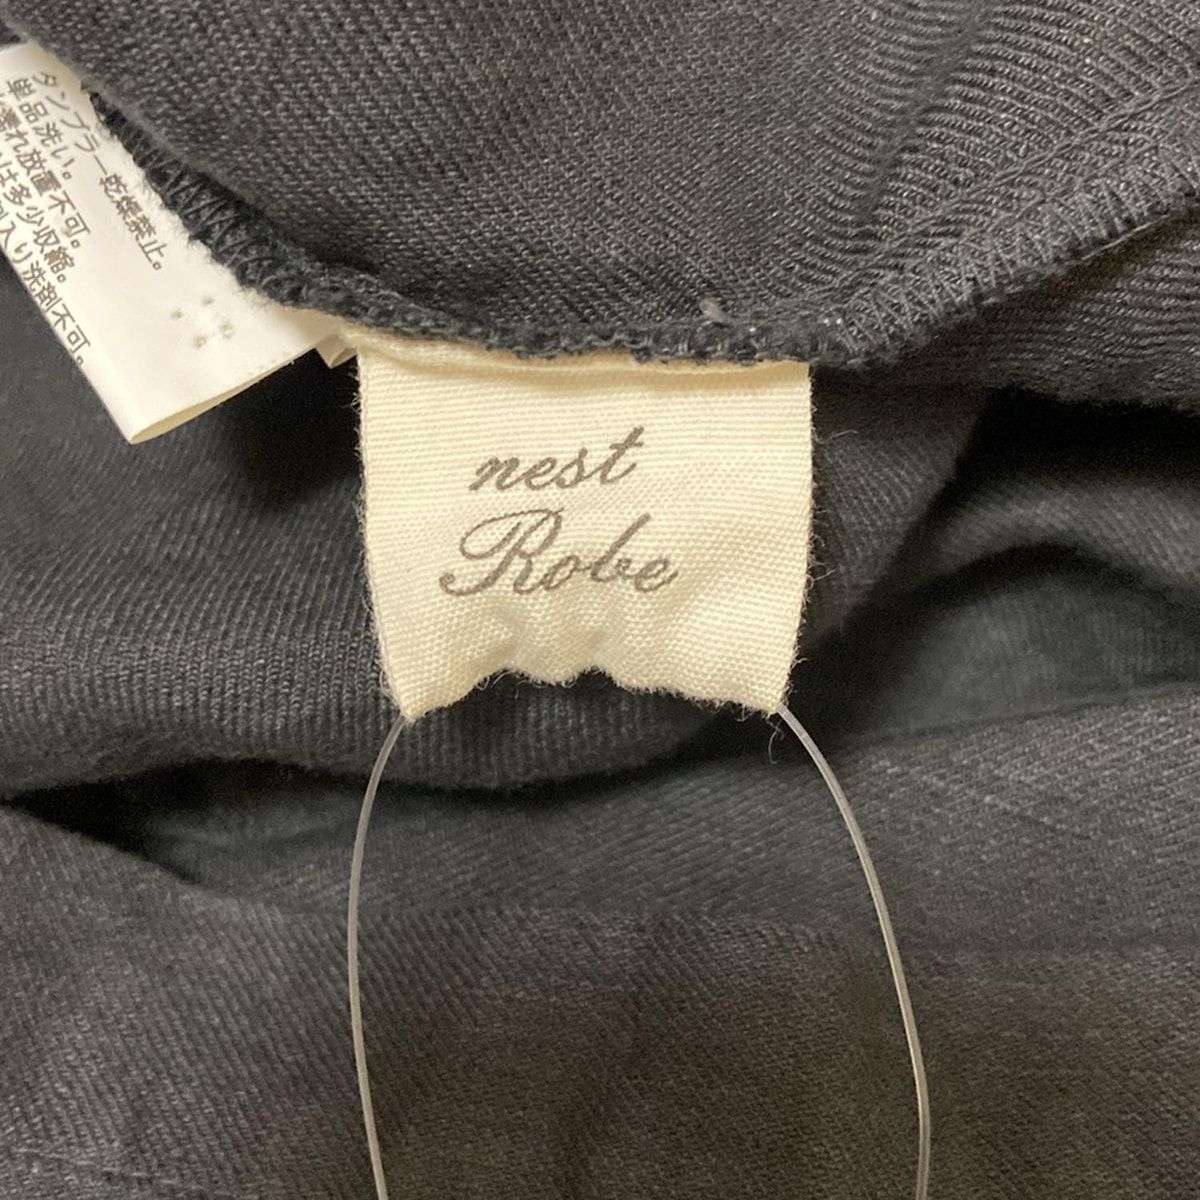 タンブラー乾燥禁止。
単品洗い。
濡れ放置不可。
は多少収縮。
剤入り洗剤不可。
nest
Robe